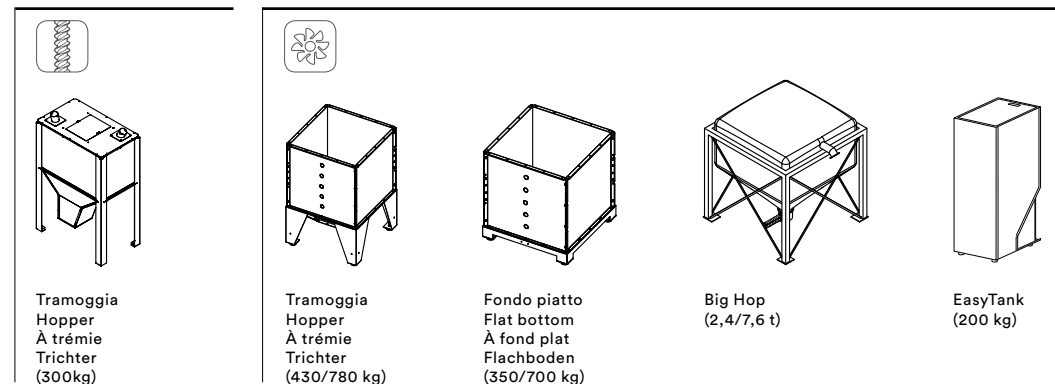 Tramoggia
Hopper
À trémie
Trichter
(300kg)
Tramoggia
Hopper
À trémie
Trichter
(430/780 kg)
Fondo piatto
Flat bottom
À fond plat
Flachboden
(350/700 kg)
Big Hop
(2,4/7,6 t)
EasyTank
(200 kg)